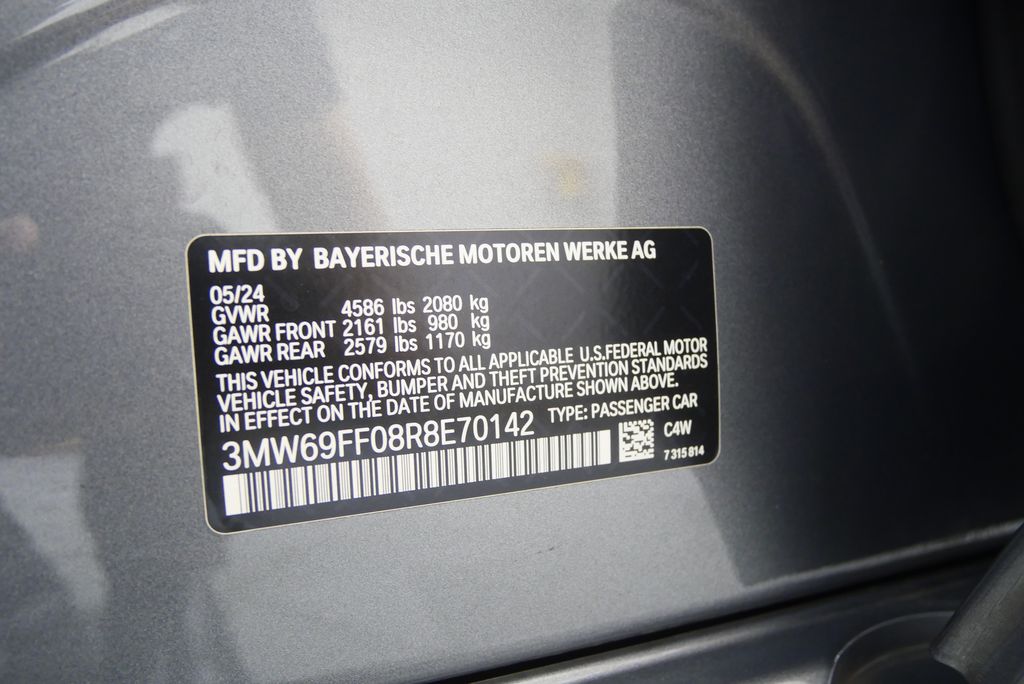 MFD BY BAYERISCHE MOTOREN WERKE AG
05/24
GVWR 4586 lbs 2080 kg
GAWR FRONT 2161 lbs 980 kg
GAWR REAR 2579 lbs 1170 kg
THIS VEHICLE CONFORMS TO ALL APPLICABLE U.S.FEDERAL MOTOR
VEHICLE SAFETY, BUMPER AND THEFT PREVENTION STANDARDS
IN EFFECT ON THE DATE OF MANUFACTURE SHOWN ABOVE.
3MW69FF08R8E70142 TYPE: PASSENGER CAR
C4W
7 315 814